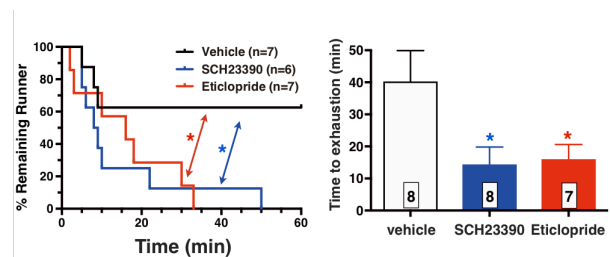 % Remaining Runner
100
80
60
40
20
0
0
20
40
60
Time (min)
Vehicle (n=7)
SCH23390 (n=6)
Eticlopride (n=7)
*
*
Time to exhaustion (min)
50
40
30
20
10
0
8
8
7
*
*
vehicle
SCH23390
Eticlopride